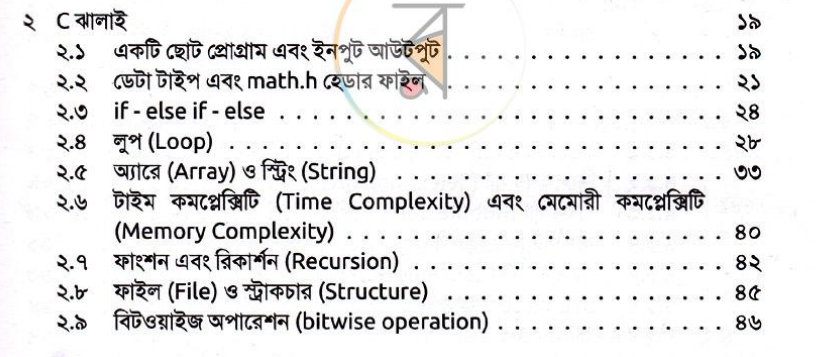 ২ C ঝালাই ১৯
২.১ একটি ছোট প্রোগ্রাম এবং ইনপুট আউটপুট . . . . . . . . . . . . . . . . . . . . ১৯
২.২ ডেটা টাইপ এবং math.h হেডার ফাইল . . . . . . . . . . . . . . . . . . . . ২১
২.৩ if - else if - else . . . . . . . . . . . . . . . . . . . . . . . . . . . . . . ২৪
২.৪ লুপ (Loop) . . . . . . . . . . . . . . . . . . . . . . . . . . . . . . . . . ২৮
২.৫ অ্যারে (Array) ও স্ট্রিং (String) . . . . . . . . . . . . . . . . . . . . . . . ৩৩
২.৬ টাইম কমপ্লেক্সিটি (Time Complexity) এবং মেমোরী কমপ্লেক্সিটি
(Memory Complexity) . . . . . . . . . . . . . . . . . . . . . . . . . . ৪০
২.৭ ফাংশন এবং রিকার্শন (Recursion) . . . . . . . . . . . . . . . . . . . . . . ৪২
২.৮ ফাইল (File) ও স্ট্রাকচার (Structure) . . . . . . . . . . . . . . . . . . . . . ৪৫
২.৯ বিটওয়াইজ অপারেশন (bitwise operation) . . . . . . . . . . . . . . . . . ৪৬